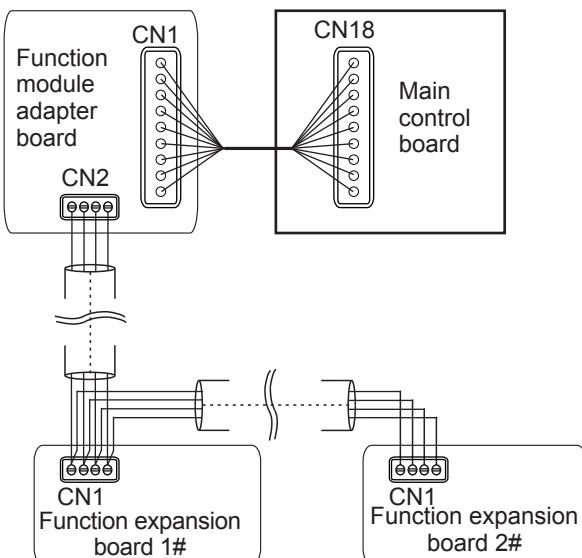 CN1
CN18
Function
module
adapter
board
Main
control
board
CN2
CN1
Function expansion
board 1#
CN1
Function expansion
board 2#